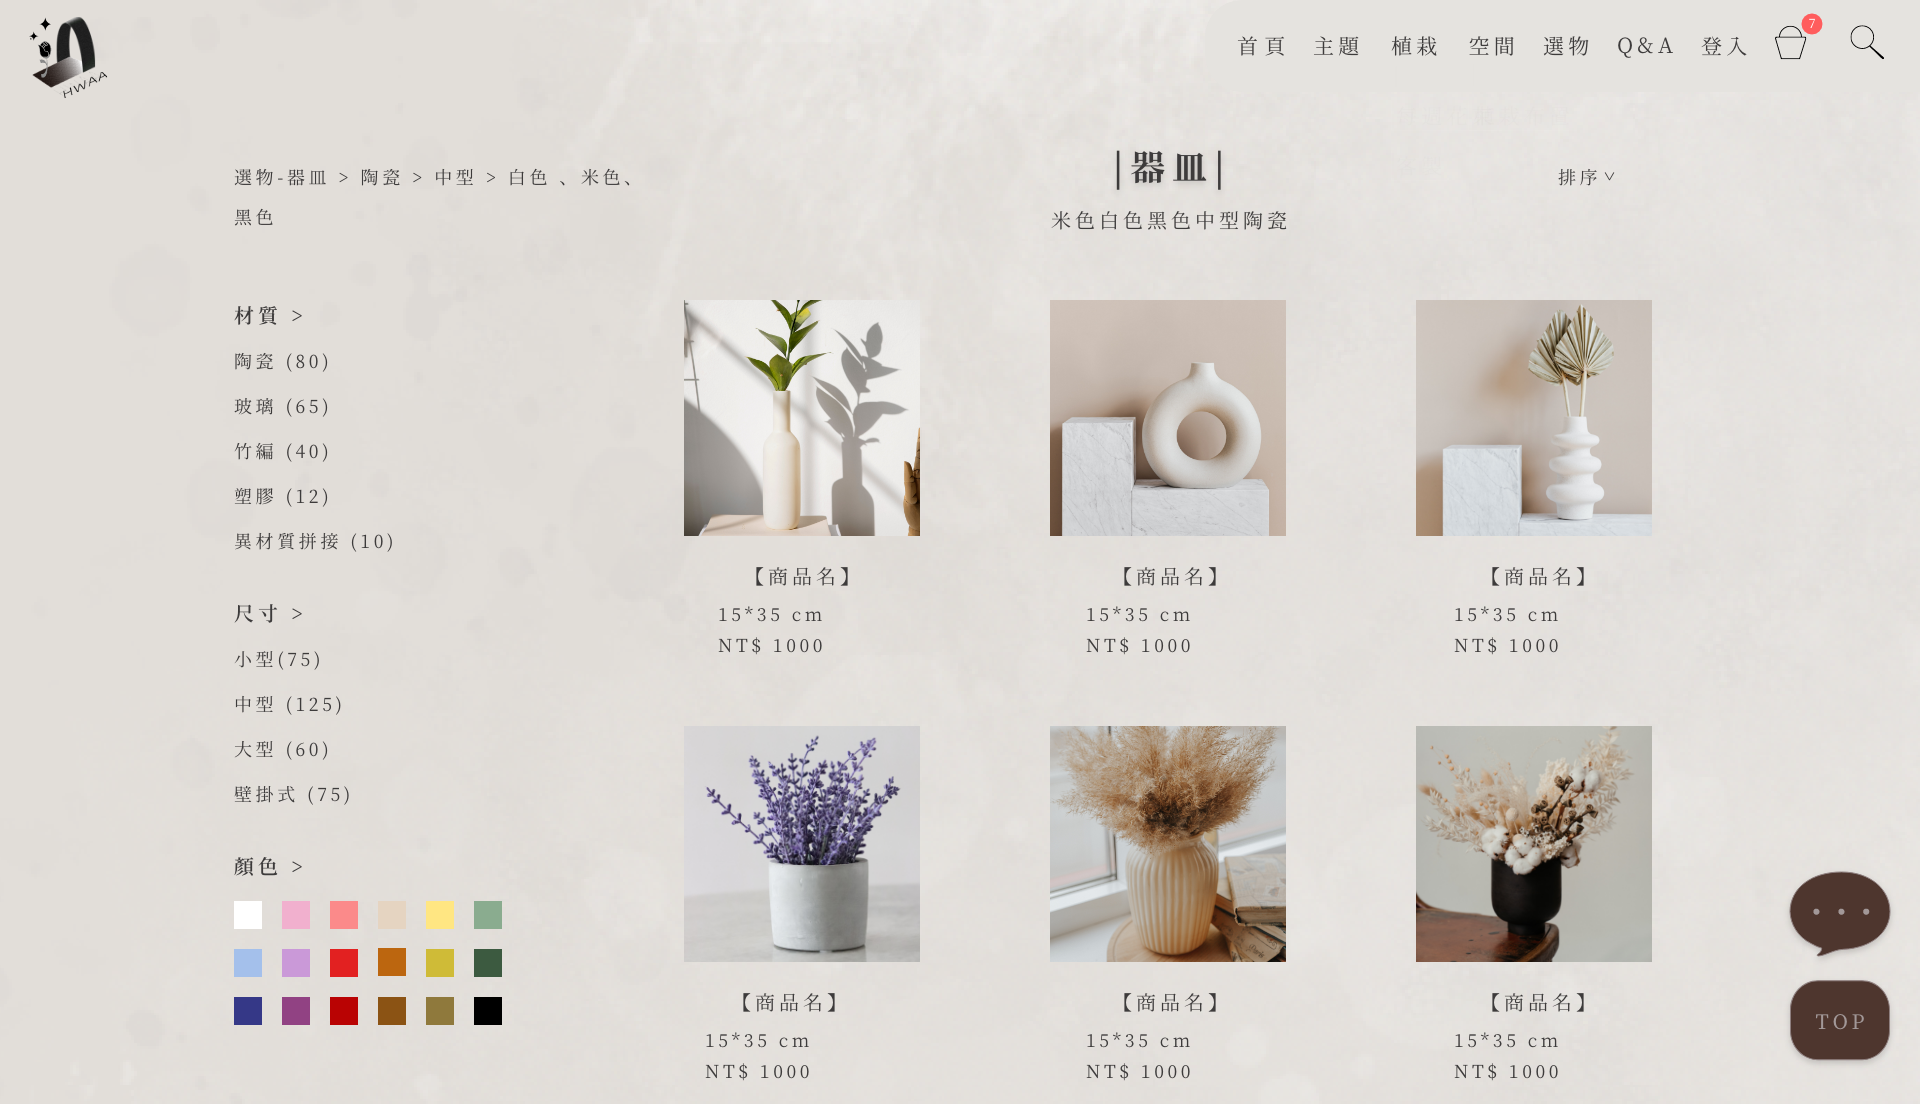 HWAA
首頁 主題 植栽 空間 選物 Q&A 登入 7
選物-器皿 > 陶瓷 > 中型 > 白色 、米色、
黑色
|器皿|
米色白色黑色中型陶瓷
排序
材質 >
陶瓷 (80)
玻璃 (65)
竹編 (40)
塑膠 (12)
異材質拼接 (10)
尺寸 >
小型(75)
中型 (125)
大型 (60)
壁掛式 (75)
顏色 >
【商品名】
15*35 cm
NT$ 1000
【商品名】
15*35 cm
NT$ 1000
【商品名】
15*35 cm
NT$ 1000
【商品名】
15*35 cm
NT$ 1000
【商品名】
15*35 cm
NT$ 1000
【商品名】
15*35 cm
NT$ 1000
TOP